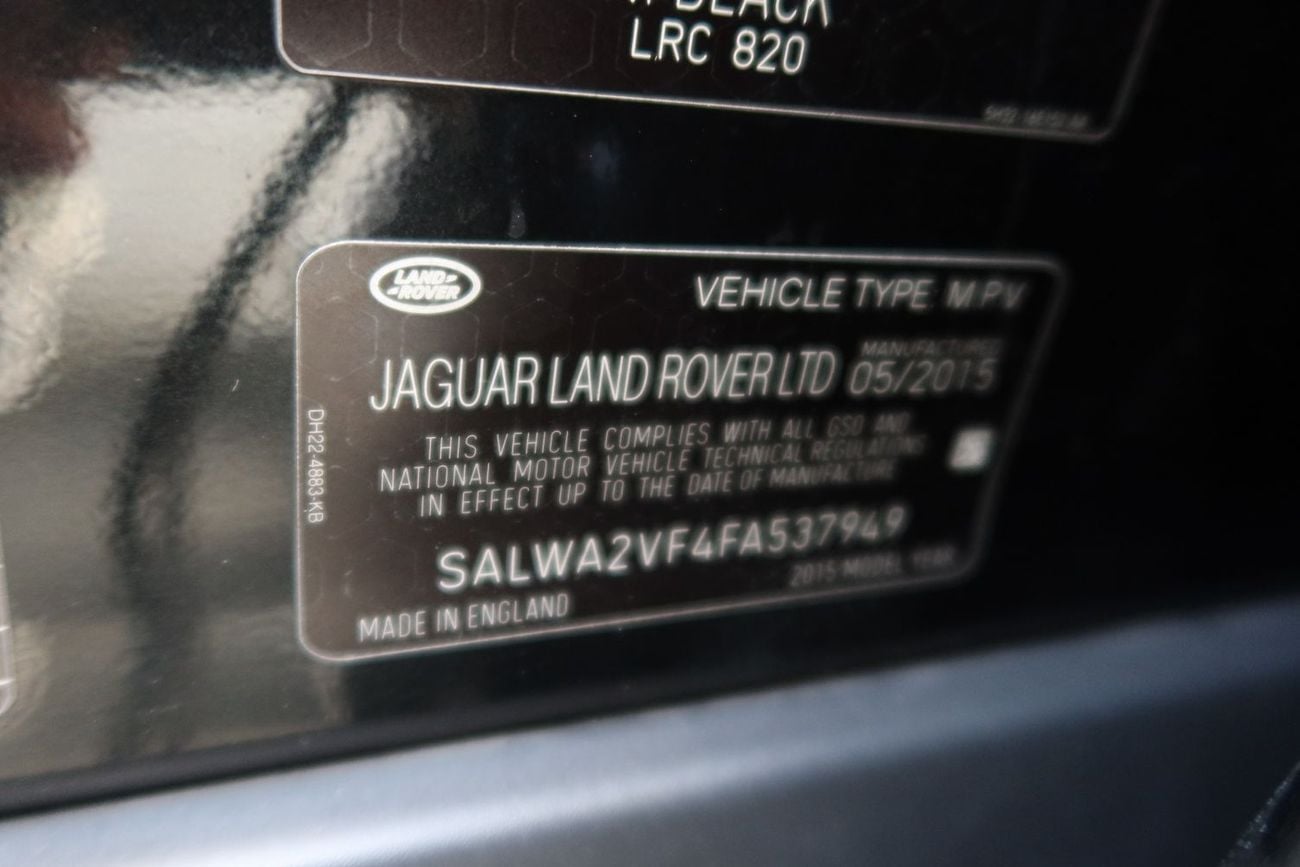 BLACK
LRC 820
LAND ROVER
VEHICLE TYPE MPV
JAGUAR LAND ROVER LTD
MANUFACTURED
05/2015
THIS VEHICLE COMPLIES WITH ALL GSO AND
NATIONAL MOTOR VEHICLE TECHNICAL REGULATIONS
IN EFFECT UP TO THE DATE OF MANUFACTURE
DH22-4883-KB
SALWA2VF4FA537949
2015 MODEL YEAR
MADE IN ENGLAND